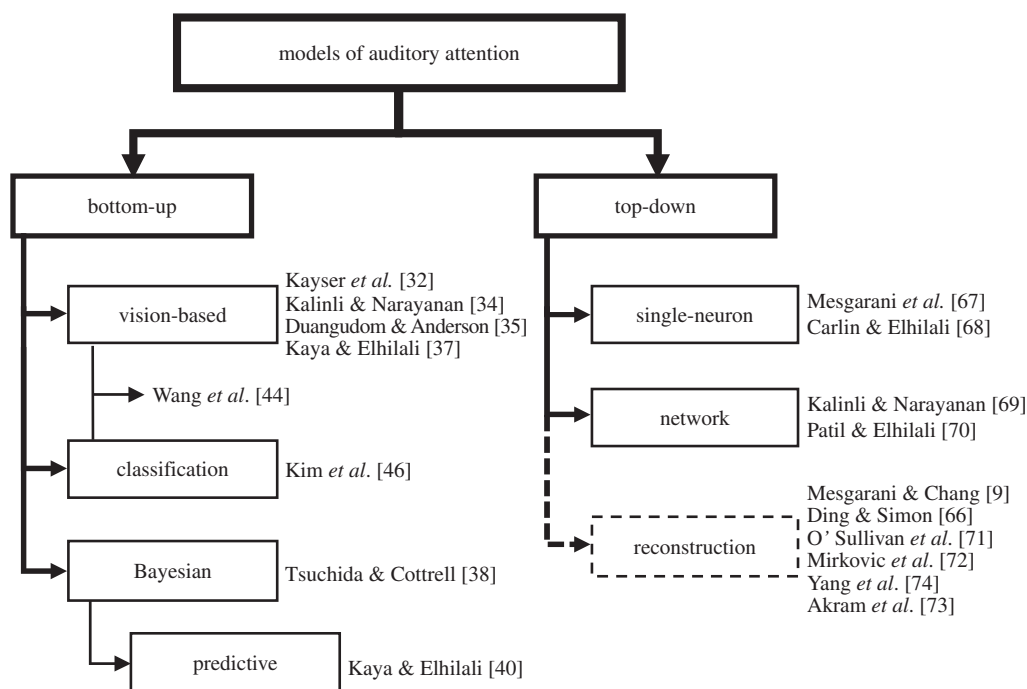 models of auditory attention
bottom-up
vision-based
Kayser et al. [32]
Kalinli & Narayanan [34]
Duangudom & Anderson [35]
Kaya & Elhilali [37]
Wang et al. [44]
classification
Kim et al. [46]
Bayesian
Tsuchida & Cottrell [38]
predictive
Kaya & Elhilali [40]
top-down
single-neuron
Mesgarani et al. [67]
Carlin & Elhilali [68]
network
Kalinli & Narayanan [69]
Patil & Elhilali [70]
reconstruction
Mesgarani & Chang [9]
Ding & Simon [66]
O’ Sullivan et al. [71]
Mirkovic et al. [72]
Yang et al. [74]
Akram et al. [73]